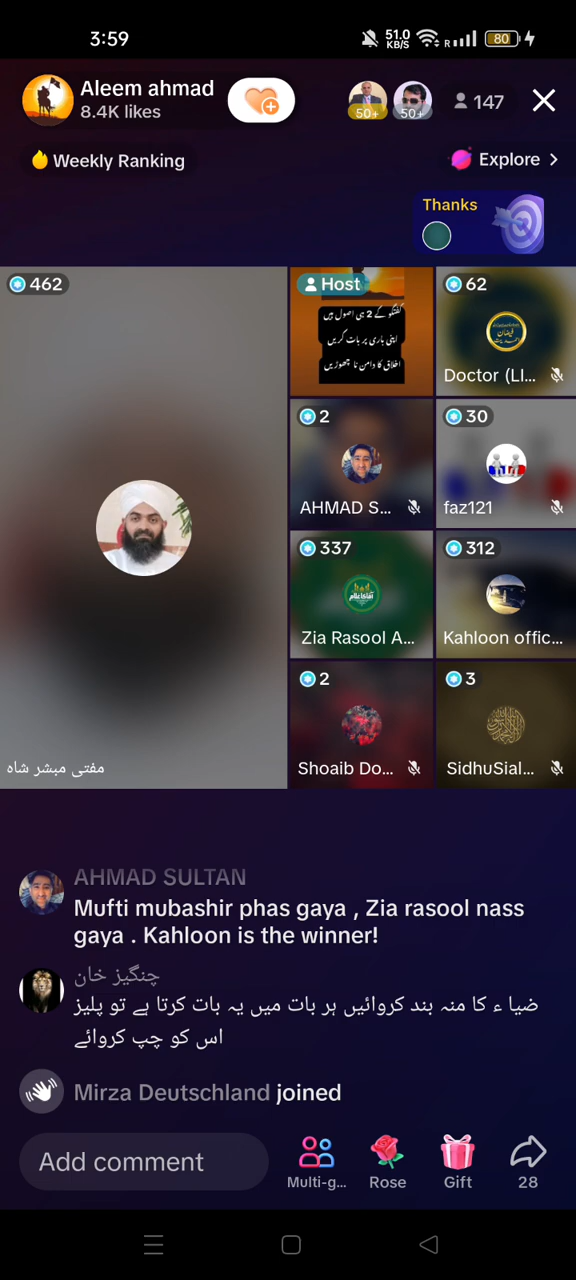 3:59
51.0
KB/S
R
80
Aleem ahmad
8.4K likes
50+
50+
147
Weekly Ranking
Explore >
Thanks
462
مفتی مبشر شاہ
Host
گفتگو کے 2 ہی اصول ہیں
اپنی باری پر بات کریں
اخلاق کا دامن نا چھوڑیں
62
فیضان
Doctor (LI...
2
AHMAD S...
30
faz121
337
Zia Rasool A...
312
Kahloon offic...
2
Shoaib Do...
3
SidhuSial...
AHMAD SULTAN
Mufti mubashir phas gaya , Zia rasool nass
gaya . Kahloon is the winner!
چنگیز خان
ضیا ء کا منہ بند کروائیں ہر بات میں یہ بات کرتا ہے تو پلیز
اس کو چپ کروائے
Mirza Deutschland joined
Add comment
Multi-g...
Rose
Gift
28